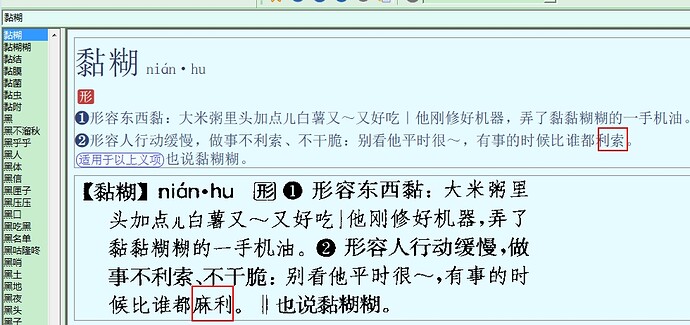 黏糊
黏糊
黏糊糊
黏结
黏膜
黏菌
黏虫
黏附
黑
黑不溜秋
黑乎乎
黑人
黑体
黑信
黑匣子
黑压压
黑口
黑吃黑
黑名单
黑咕隆咚
黑哨
黑土
黑地
黑夜
黑头
黑子
黏糊 nián·hu
形
❶形容东西黏：大米粥里头加点儿白薯又～又好吃｜他刚修好机器，弄了黏黏糊糊的一手机油。
❷形容人行动缓慢，做事不利索、不干脆：别看他平时很～，有事的时候比谁都利索。
适用于以上义项也说黏糊糊。
【黏糊】nián·hu 形 ❶ 形容东西黏：大米粥里
头加点儿白薯又～又好吃｜他刚修好机器，弄了
黏黏糊糊的一手机油。❷ 形容人行动缓慢，做
事不利索、不干脆：别看他平时很～，有事的时
候比谁都麻利。‖也说黏糊糊。